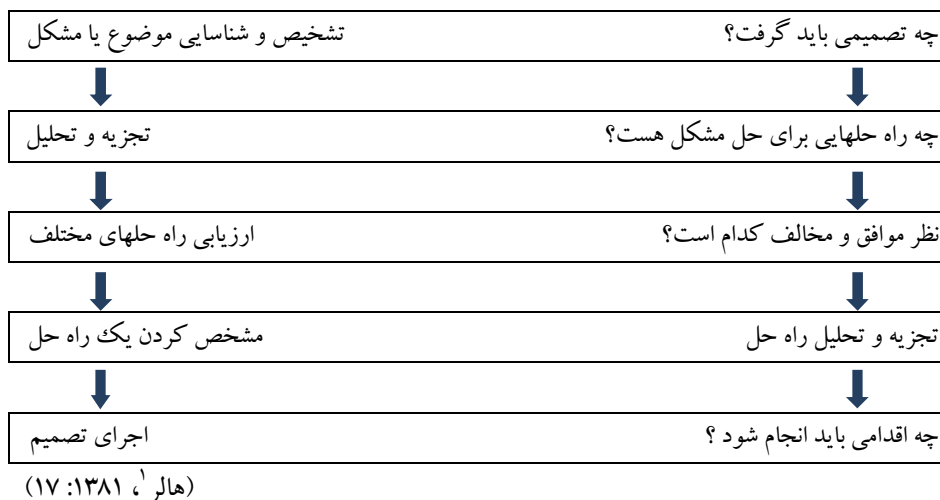 چه تصمیمی باید گرفت؟ تشخیص و شناسایی موضوع یا مشکل
چه راه حلهایی برای حل مشکل هست؟ تجزیه و تحلیل
نظر موافق و مخالف کدام است؟ ارزیابی راه حلهای مختلف
تجزیه و تحلیل راه حل مشخص کردن یک راه حل
چه اقدامی باید انجام شود ؟ اجرای تصمیم
(هالر۱، ۱۳۸۱: ۱۷)